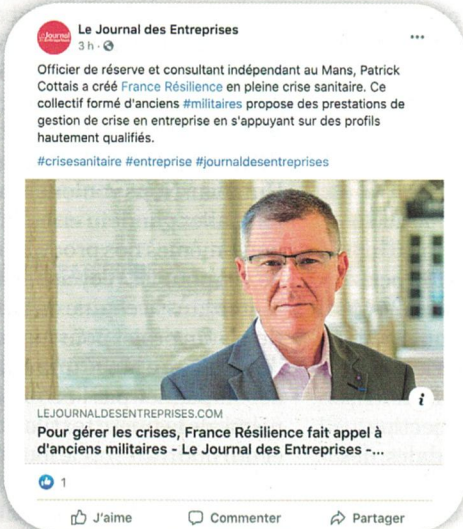 Le Journal des Entreprises
3 h ·
Officier de réserve et consultant indépendant au Mans, Patrick
Cottais a créé France Résilience en pleine crise sanitaire. Ce
collectif formé d'anciens #militaires propose des prestations de
gestion de crise en entreprise en s'appuyant sur des profils
hautement qualifiés.
#crisesanitaire #entreprise #journaldesentreprises
LEJOURNALDESENTREPRISES.COM
Pour gérer les crises, France Résilience fait appel à
d'anciens militaires - Le Journal des Entreprises -...
1
J'aime Commenter Partager